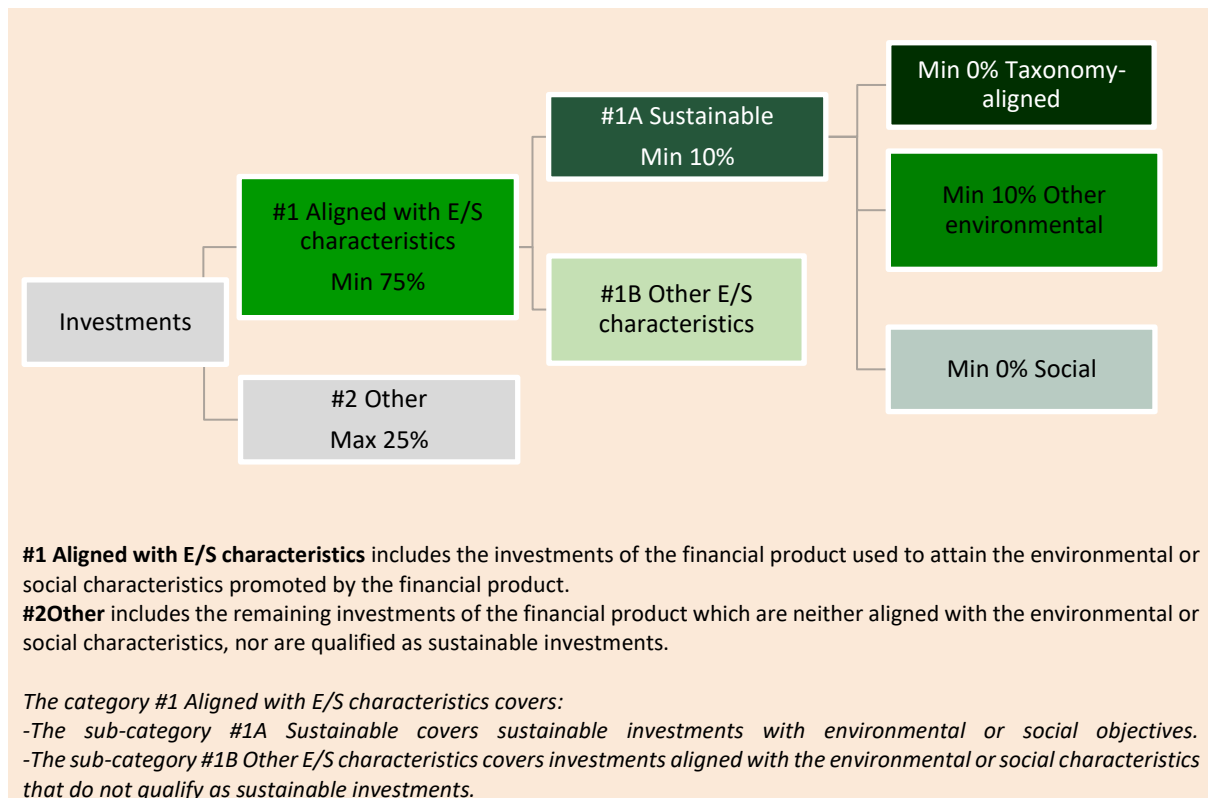 Investments
#1 Aligned with E/S
characteristics
Min 75%
#2 Other
Max 25%
#1A Sustainable
Min 10%
#1B Other E/S
characteristics
Min 0% Taxonomy-
aligned
Min 10% Other
environmental
Min 0% Social
#1 Aligned with E/S characteristics includes the investments of the financial product used to attain the environmental or
social characteristics promoted by the financial product.
#2Other includes the remaining investments of the financial product which are neither aligned with the environmental or
social characteristics, nor are qualified as sustainable investments.
The category #1 Aligned with E/S characteristics covers:
-The sub-category #1A Sustainable covers sustainable investments with environmental or social objectives.
-The sub-category #1B Other E/S characteristics covers investments aligned with the environmental or social characteristics
that do not qualify as sustainable investments.